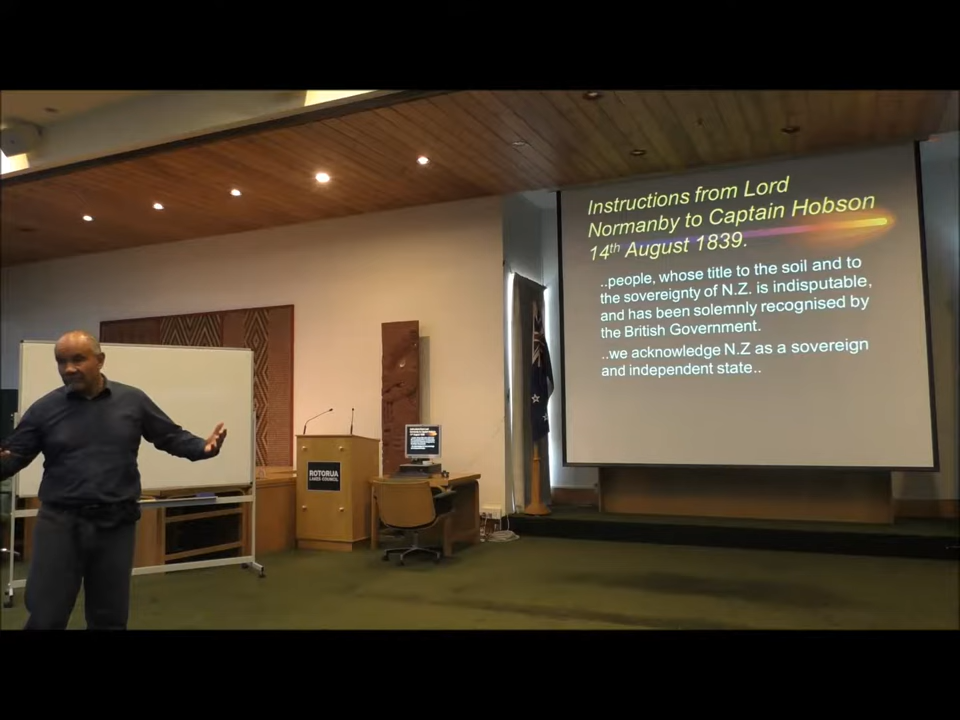 Instructions from Lord
Normanby to Captain Hobson
14th August 1839.
..people, whose title to the soil and to
the sovereignty of N.Z. is indisputable,
and has been solemnly recognised by
the British Government.
..we acknowledge N.Z as a sovereign
and independent state..
ROTORUA
LAKES COUNCIL